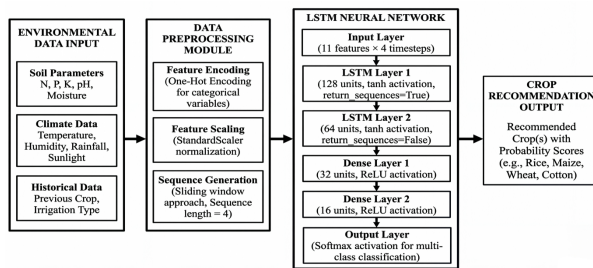 ENVIRONMENTAL
DATA INPUT
Soil Parameters
N, P, K, pH,
Moisture
Climate Data
Temperature,
Humidity, Rainfall,
Sunlight
Historical Data
Previous Crop,
Irrigation Type
DATA
PREPROCESSING
MODULE
Feature Encoding
(One-Hot Encoding
for categorical
variables)
Feature Scaling
(StandardScaler
normalization)
Sequence Generation
(Sliding window
approach, Sequence
length = 4)
LSTM NEURAL NETWORK
Input Layer
(11 features × 4 timesteps)
LSTM Layer 1
(128 units, tanh activation,
return_sequences=True)
LSTM Layer 2
(64 units, tanh activation,
return_sequences=False)
Dense Layer 1
(32 units, ReLU activation)
Dense Layer 2
(16 units, ReLU activation)
Output Layer
(Softmax activation for multi-
class classification)
CROP
RECOMMENDATION
OUTPUT
Recommended
Crop(s) with
Probability Scores
(e.g., Rice, Maize,
Wheat, Cotton)